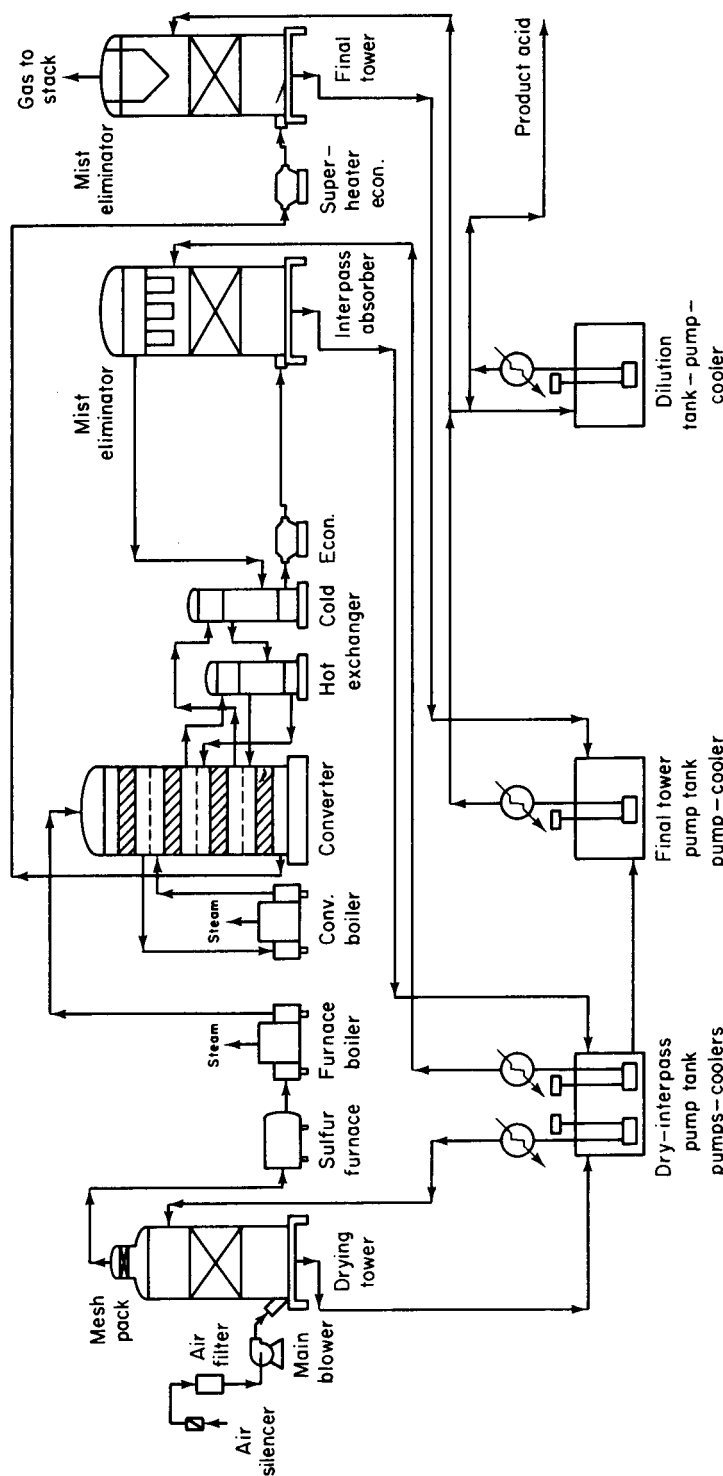 Air
silencer
Air
filter
Main
blower
Mesh
pack
Drying
tower
Sulfur
furnace
Steam
Furnace
boiler
Steam
Conv.
boiler
Converter
Hot
Cold
exchanger
Econ.
Mist
eliminator
Interpass
absorber
Super–
heater
econ.
Mist
eliminator
Gas to
stack
Final
tower
Dry–interpass
pump tank
pumps–coolers
Final tower
pump tank
pump–cooler
Dilution
tank–pump–
cooler
Product acid